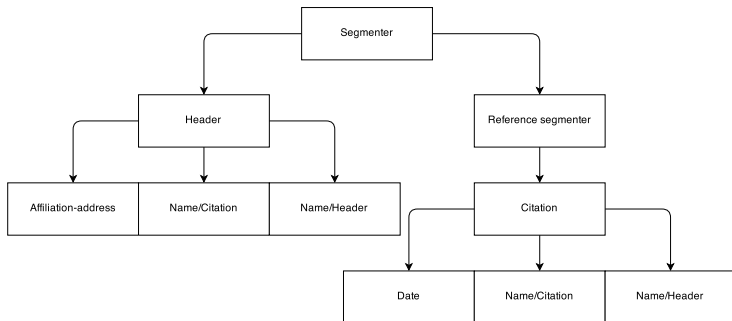 Segmenter
Header
Reference segmenter
Affiliation-address
Name/Citation
Name/Header
Citation
Date
Name/Citation
Name/Header